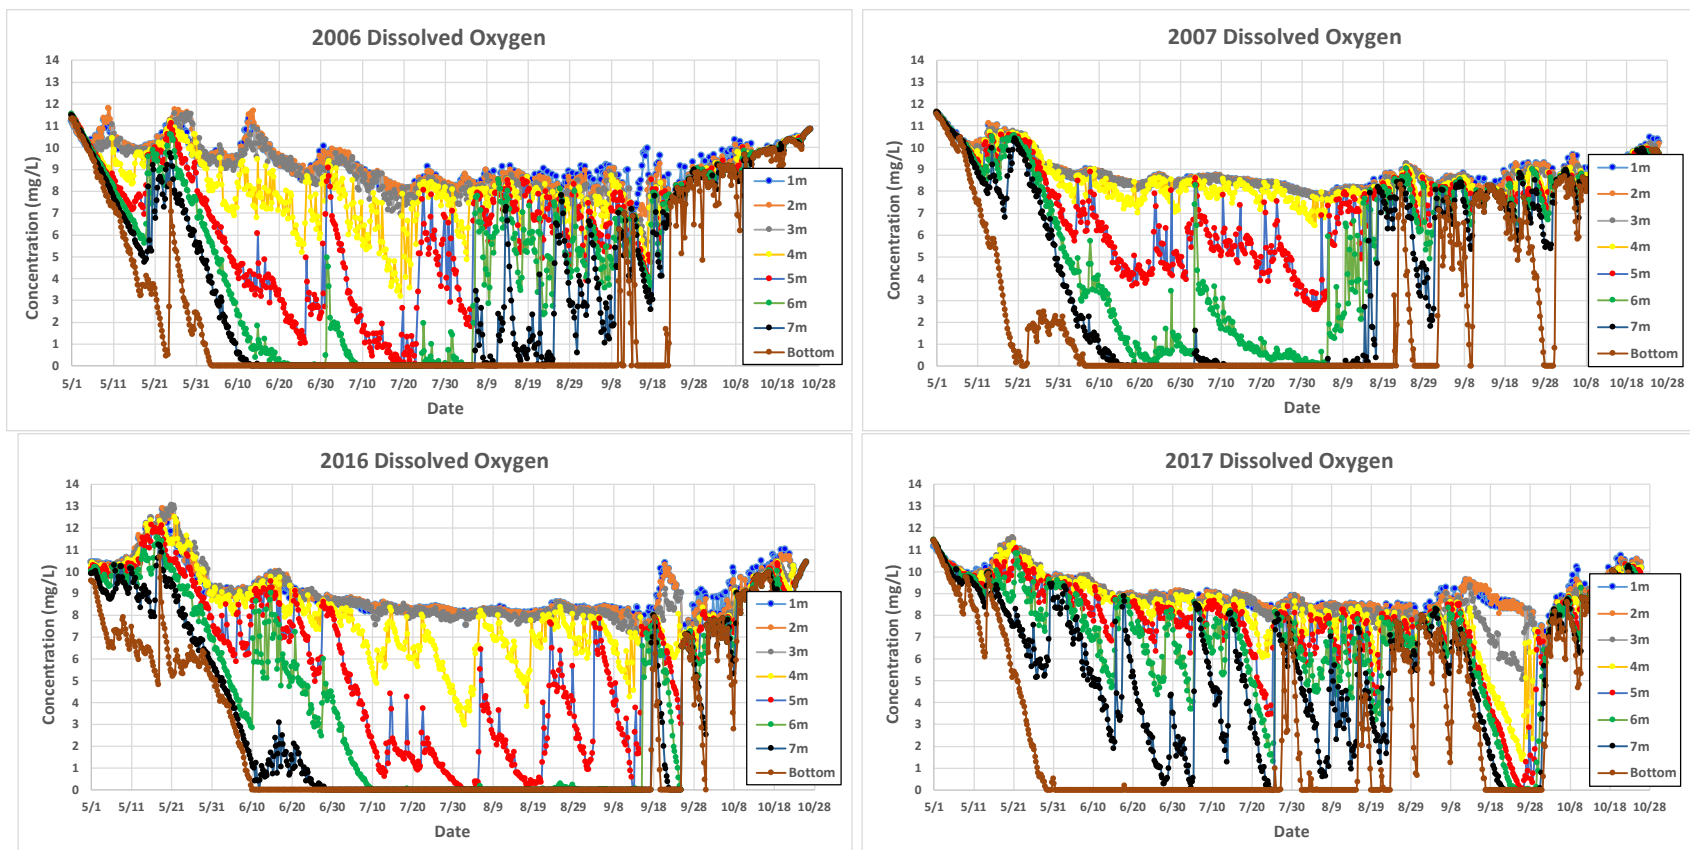 2006 Dissolved Oxygen
14
13
12
11
10
9
8
7
6
5
4
3
2
1
0
Concentration (mg/L)
5/1 5/11 5/21 5/31 6/10 6/20 6/30 7/10 7/20 7/30 8/9 8/19 8/29 9/8 9/18 9/28 10/8 10/18 10/28
Date
1m
2m
3m
4m
5m
6m
7m
Bottom
2007 Dissolved Oxygen
14
13
12
11
10
9
8
7
6
5
4
3
2
1
0
Concentration (mg/L)
5/1 5/11 5/21 5/31 6/10 6/20 6/30 7/10 7/20 7/30 8/9 8/19 8/29 9/8 9/18 9/28 10/8 10/18 10/28
Date
1m
2m
3m
4m
5m
6m
7m
Bottom
2016 Dissolved Oxygen
14
13
12
11
10
9
8
7
6
5
4
3
2
1
0
Concentration (mg/L)
5/1 5/11 5/21 5/31 6/10 6/20 6/30 7/10 7/20 7/30 8/9 8/19 8/29 9/8 9/18 9/28 10/8 10/18 10/28
Date
1m
2m
3m
4m
5m
6m
7m
Bottom
2017 Dissolved Oxygen
14
13
12
11
10
9
8
7
6
5
4
3
2
1
0
Concentration (mg/L)
5/1 5/11 5/21 5/31 6/10 6/20 6/30 7/10 7/20 7/30 8/9 8/19 8/29 9/8 9/18 9/28 10/8 10/18 10/28
Date
1m
2m
3m
4m
5m
6m
7m
Bottom